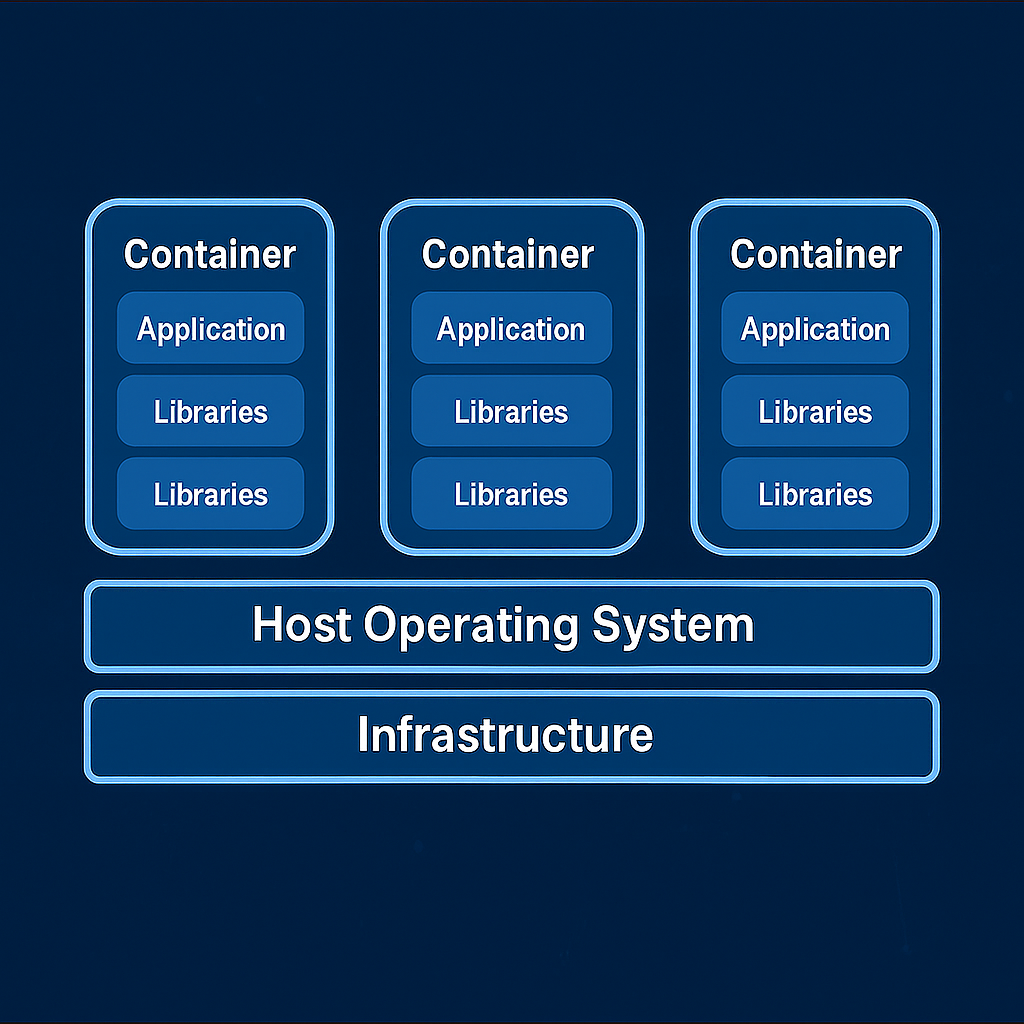 Container Container Container
Application Application Application
Libraries Libraries Libraries
Libraries Libraries Libraries
Host Operating System
Infrastructure